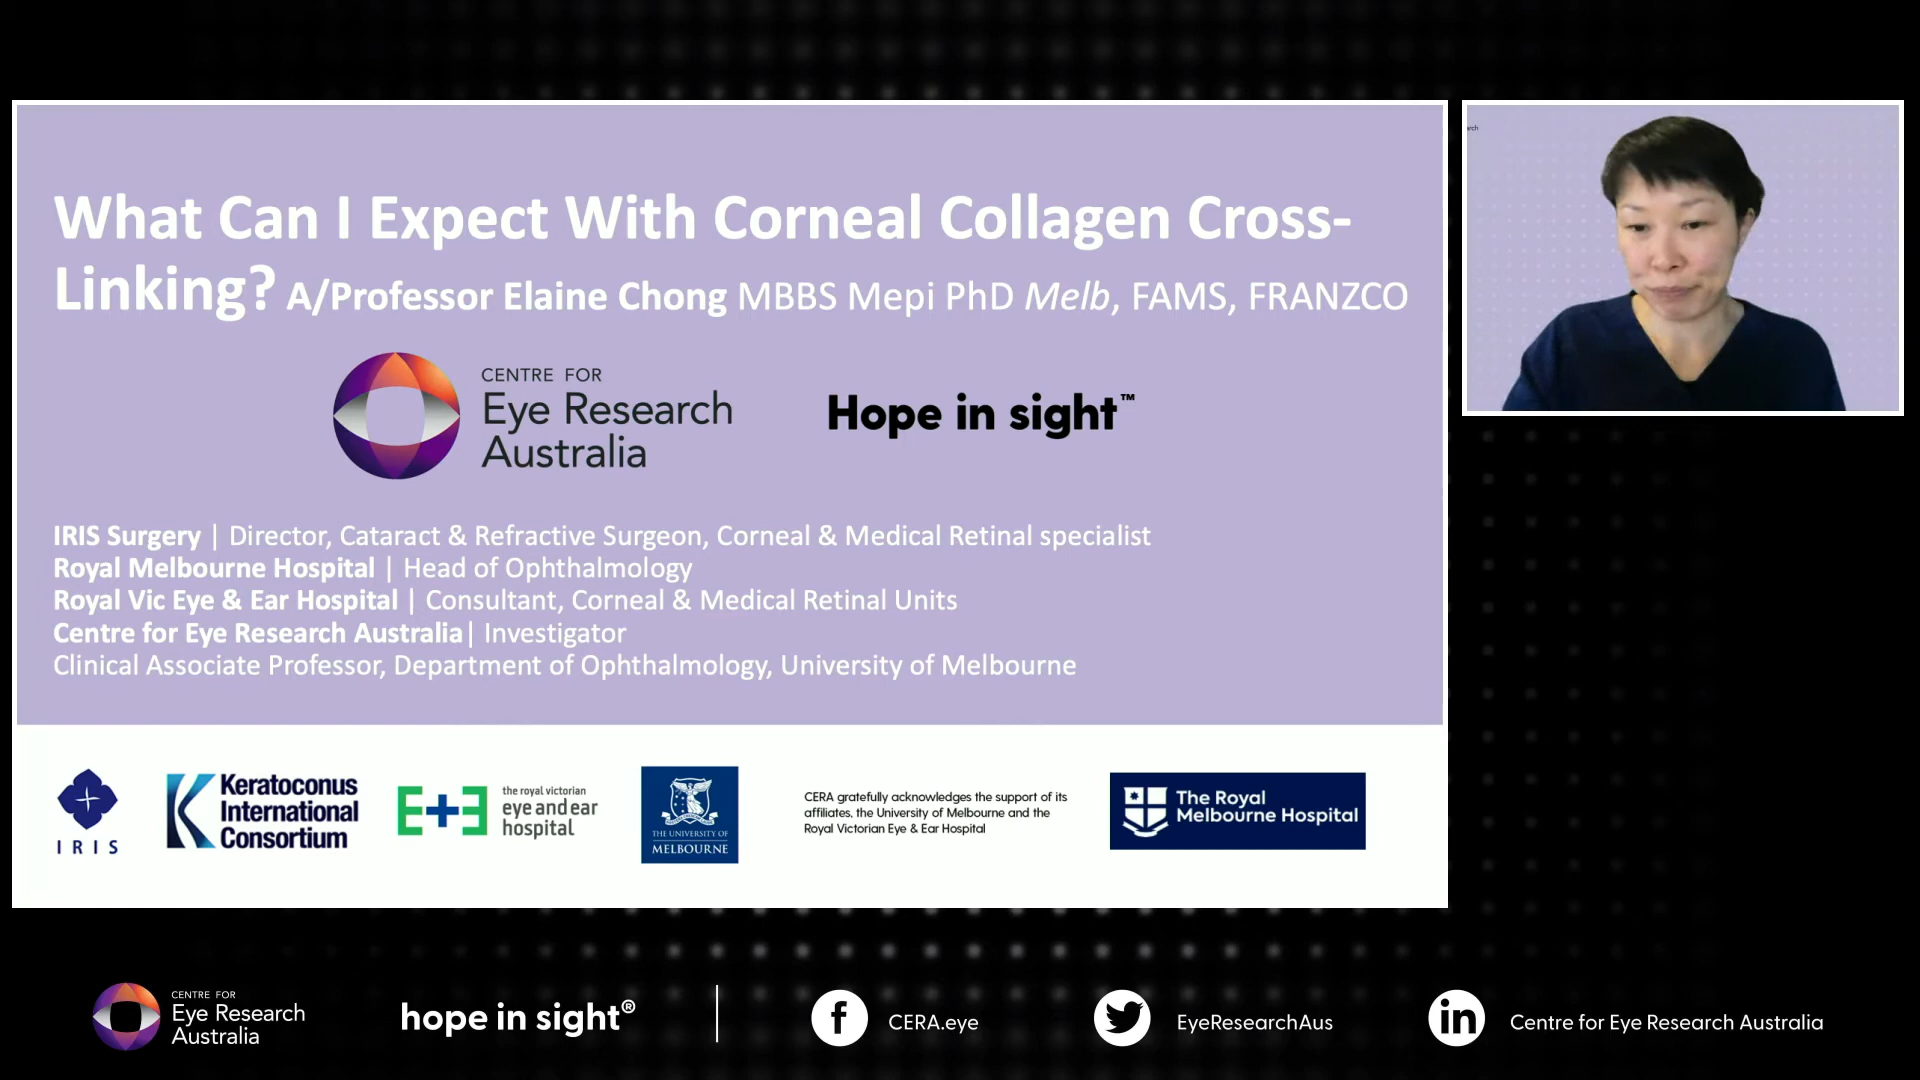 What Can I Expect With Corneal Collagen Cross-
Linking? A/Professor Elaine Chong MBBS Mepi PhD Melb, FAMS, FRANZCO
CENTRE FOR
Eye Research
Australia
Hope in sight™
IRIS Surgery | Director, Cataract & Refractive Surgeon, Corneal & Medical Retinal specialist
Royal Melbourne Hospital | Head of Ophthalmology
Royal Vic Eye & Ear Hospital | Consultant, Corneal & Medical Retinal Units
Centre for Eye Research Australia| Investigator
Clinical Associate Professor, Department of Ophthalmology, University of Melbourne
IRIS
Keratoconus
International
Consortium
E+E
the royal victorian
eye and ear
hospital
THE UNIVERSITY OF
MELBOURNE
CERA gratefully acknowledges the support of its
affiliates, the University of Melbourne and the
Royal Victorian Eye & Ear Hospital
The Royal
Melbourne Hospital
rch
CENTRE FOR
Eye Research
Australia
hope in sight®
CERA.eye
EyeResearchAus
Centre for Eye Research Australia